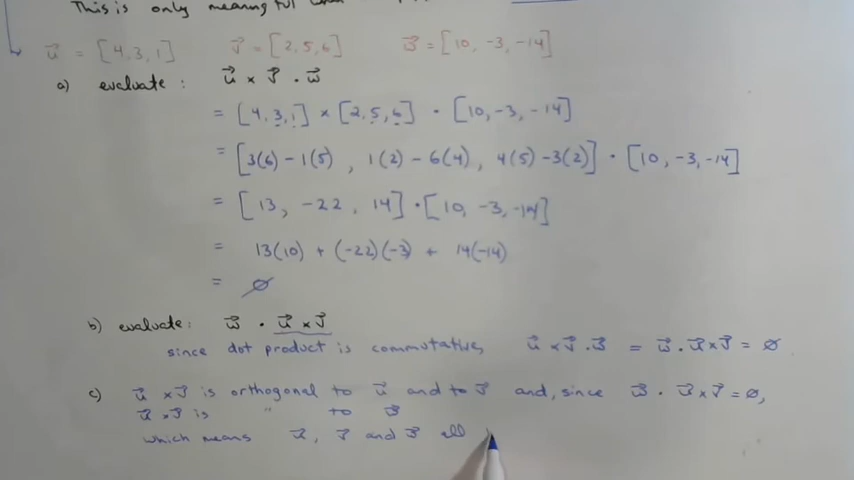 This is only meaningful when
u⃗ = [4,3,1] v⃗ = [2,5,6] w⃗ = [10, -3, -14]
a) evaluate: u⃗ × v⃗ · w⃗
= [4,3,1] × [2,5,6] · [10,-3,-14]
= [3(6) - 1(5), 1(2) - 6(4), 4(5) - 3(2)] · [10, -3, -14]
= [13, -22, 14] · [10, -3, -14]
= 13(10) + (-22)(-3) + 14(-14)
= ∅
b) evaluate: w⃗ · u⃗ × v⃗
since dot product is commutative, u⃗ × v⃗ · w⃗ = w⃗ · u⃗ × v⃗ = ∅
c) u⃗ × v⃗ is orthogonal to u⃗ and to v⃗ and, since w⃗ · u⃗ × v⃗ = ∅,
u⃗ × v⃗ is " to w⃗
which means u⃗, v⃗ and w⃗ all